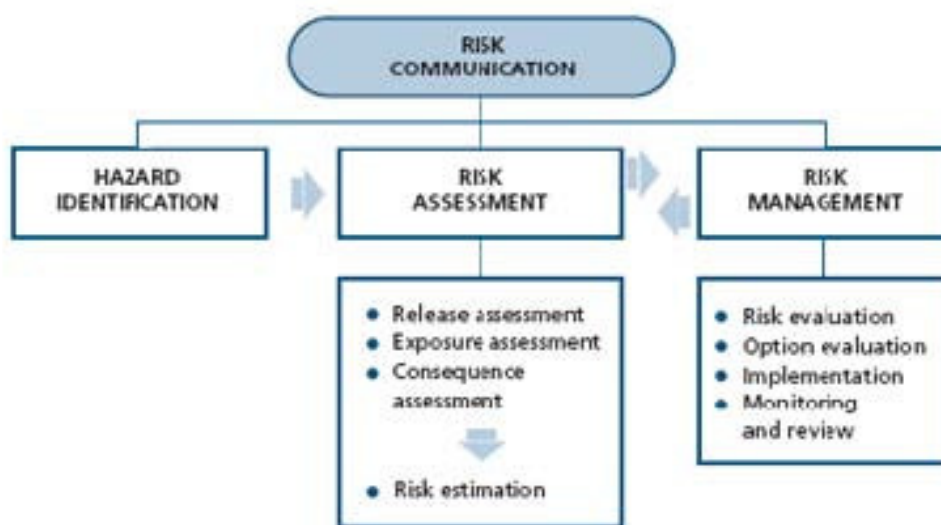 RISK
COMMUNICATION
HAZARD
IDENTIFICATION
RISK
ASSESSMENT
RISK
MANAGEMENT
● Release assessment
● Exposure assessment
● Consequence
assessment
● Risk estimation
● Risk evaluation
● Option evaluation
● Implementation
● Monitoring
and review